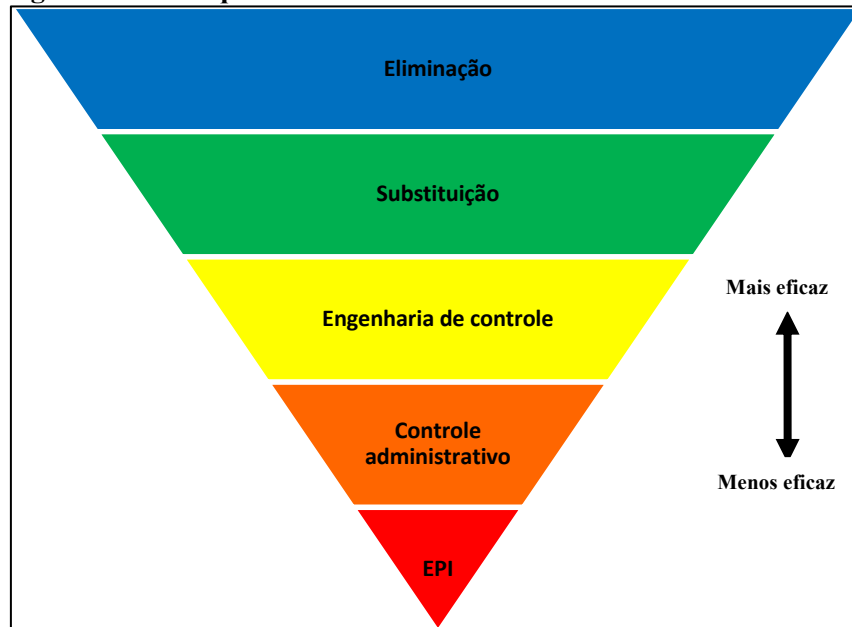 Eliminação
Substituição
Engenharia de controle
Mais eficaz
Controle
administrativo
Menos eficaz
EPI